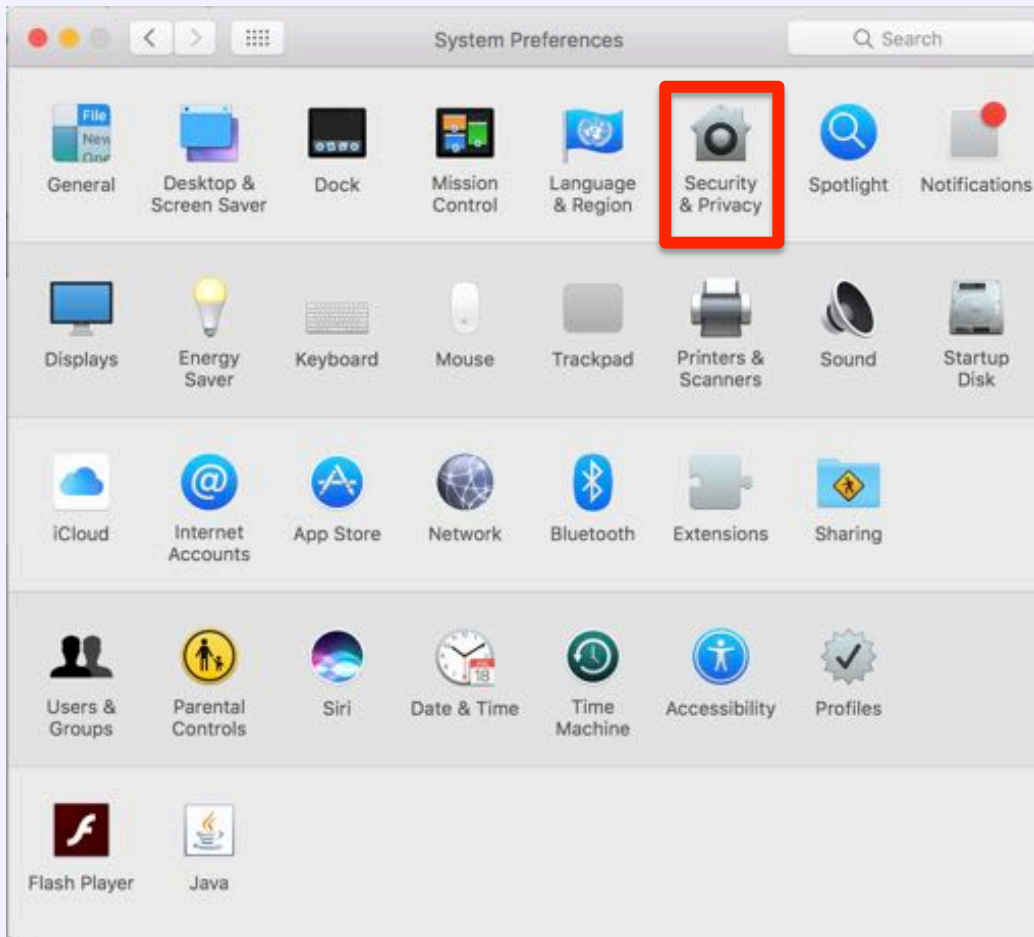 System Preferences
Search
File
New
One
General
Desktop &
Screen Saver
Dock
Mission
Control
Language
& Region
Security
& Privacy
Spotlight
Notifications
Displays
Energy
Saver
Keyboard
Mouse
Trackpad
Printers &
Scanners
Sound
Startup
Disk
iCloud
Internet
Accounts
App Store
Network
Bluetooth
Extensions
Sharing
Users &
Groups
Parental
Controls
Siri
18
Date & Time
Time
Machine
Accessibility
Profiles
Flash Player
Java